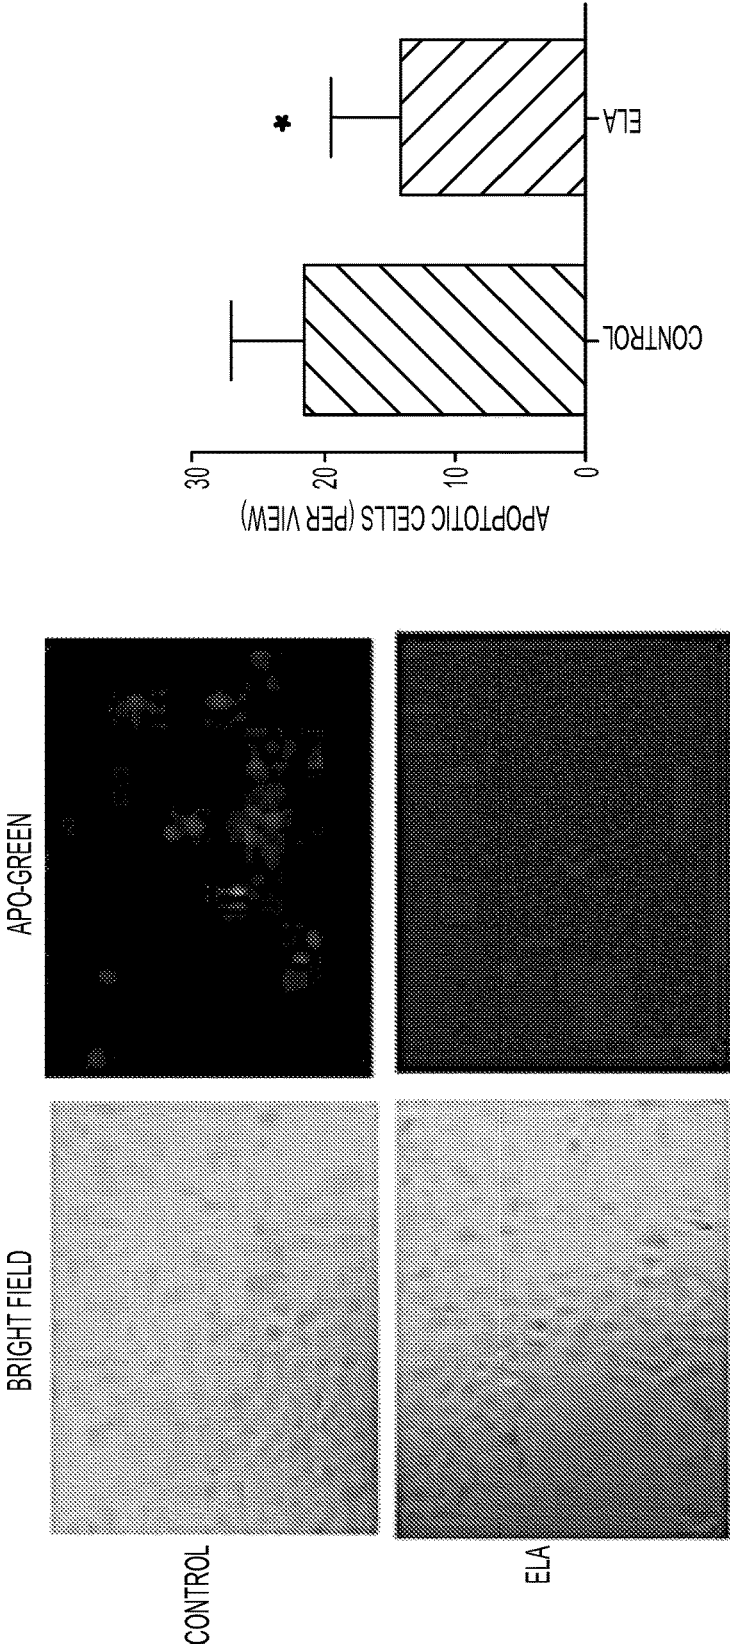 BRIGHT FIELD
APO-GREEN
CONTROL
ELA
APOPTOTIC CELLS (PER VIEW)
30
20
10
0
*
CONTROL
ELA